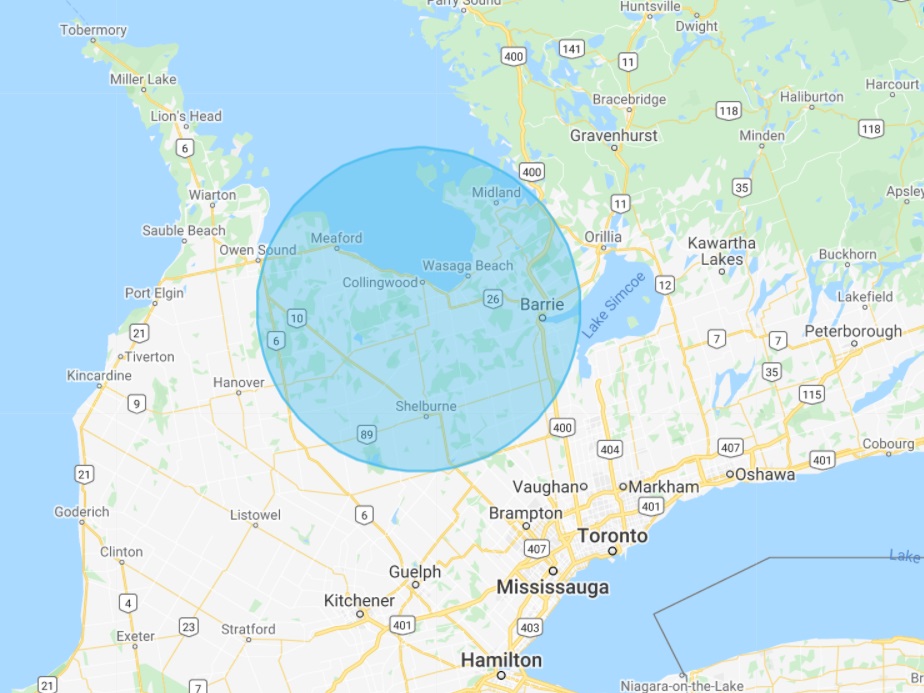 Parry Sound
Huntsville
Dwight
Tobermory
400
141
11
Miller Lake
Harcourt
Bracebridge
Haliburton
118
Lion's Head
Gravenhurst
Minden
118
6
400
35
Wiarton
Midland
11
Apsley
Sauble Beach
Meaford
Orillia
Kawartha
Lakes
Owen Sound
Wasaga Beach
Buckhorn
Collingwood
12
Port Elgin
26
Lake Simcoe
Lakefield
10
Barrie
21
6
7
7
Peterborough
Tiverton
Kincardine
35
Hanover
115
9
Shelburne
400
89
404
407
Cobourg
401
21
Oshawa
Vaughan
Markham
401
Goderich
Listowel
6
Brampton
Toronto
407
Clinton
Lake
Guelph
Mississauga
4
Kitchener
401
403
23
Stratford
Exeter
Hamilton
21
7
Niagara-on-the-Lake